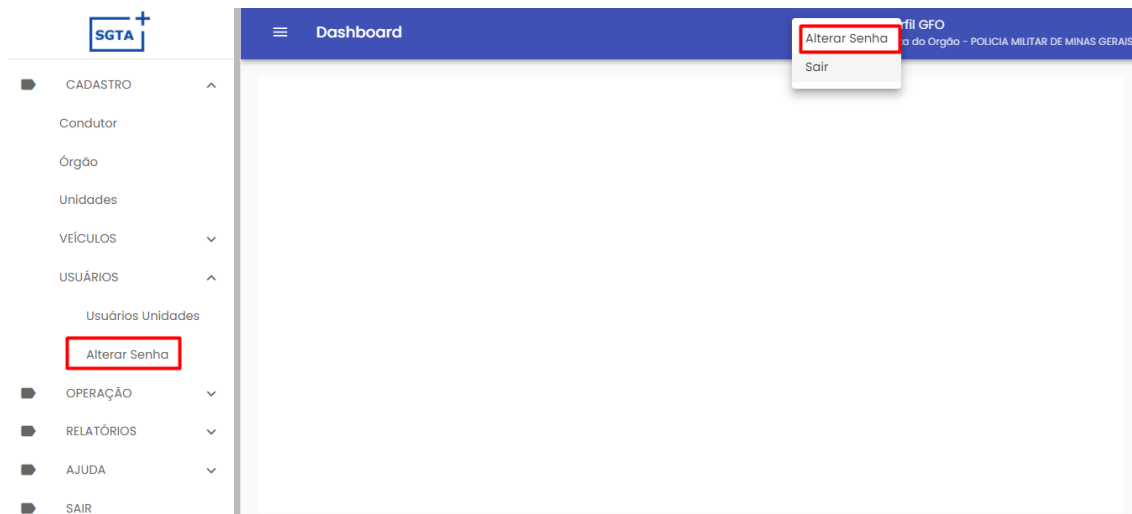 SGTA
CADASTRO
Condutor
Órgão
Unidades
VEÍCULOS
USUÁRIOS
Usuários Unidades
Alterar Senha
OPERAÇÃO
RELATÓRIOS
AJUDA
SAIR
Dashboard
Alterar Senha
Sair
GFO
do Orgão - POLICIA MILITAR DE MINAS GERAIS